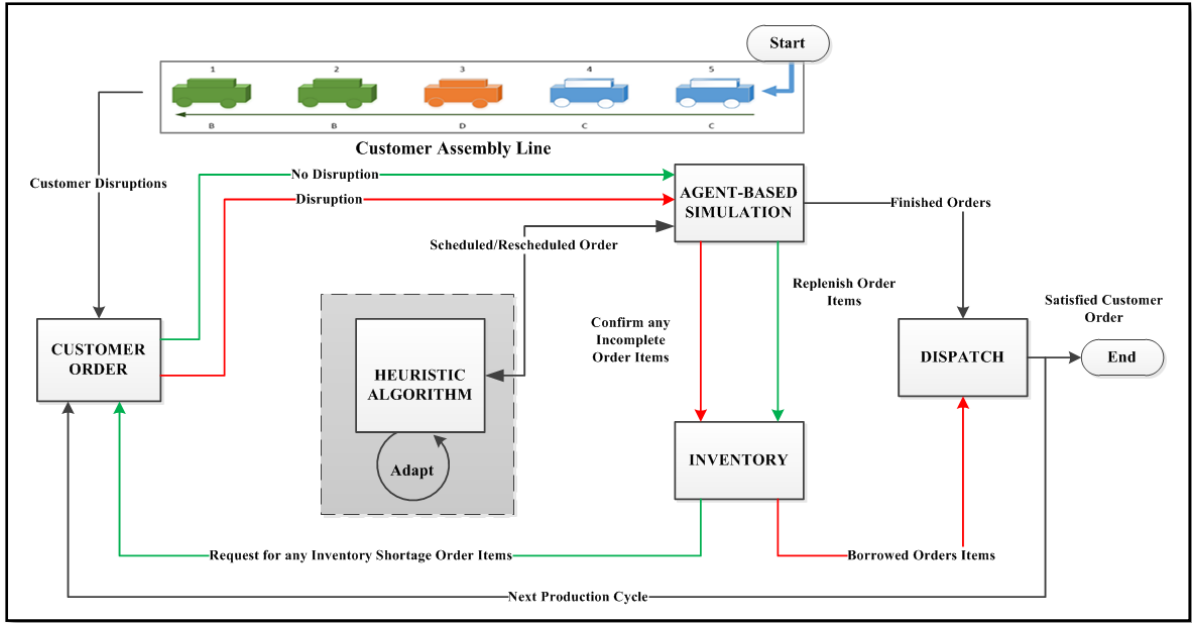 Start
1 2 3 4 5
B B D C C
Customer Assembly Line
Customer Disruptions
No Disruption
Disruption
AGENT-BASED
SIMULATION
Finished Orders
Scheduled/Rescheduled Order
Replenish Order
Items
Confirm any
Incomplete
Order Items
Satisfied Customer
Order
CUSTOMER
ORDER
HEURISTIC
ALGORITHM
Adapt
DISPATCH
End
INVENTORY
Request for any Inventory Shortage Order Items
Borrowed Orders Items
Next Production Cycle